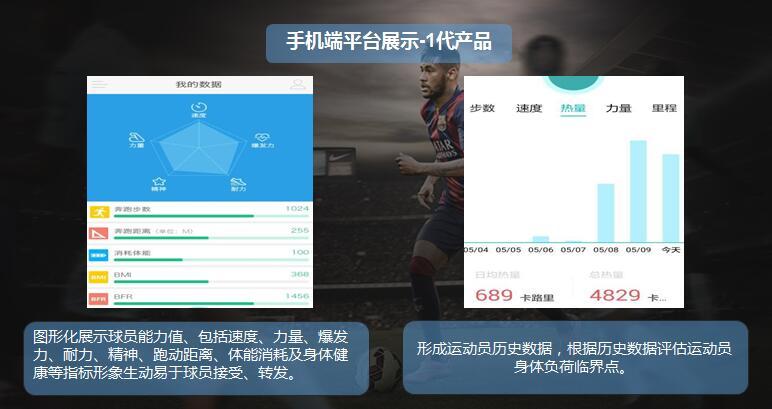 手机端平台展示-1代产品
我的数据
速度
力量
爆发力
精神
耐力
奔跑步数 1024
奔跑距离（单位：M） 255
消耗体能 100
BMI BMI 368
BFR BFR 1456
步数 速度 热量 力量 里程
05/04 05/05 05/06 05/07 05/08 05/09 今天
日均热量 总热量
689 卡路里 4829 卡...
图形化展示球员能力值、包括速度、力量、爆发
力、耐力、精神、跑动距离、体能消耗及身体健
康等指标形象生动易于球员接受、转发。
形成运动员历史数据，根据历史数据评估运动员
身体负荷临界点。